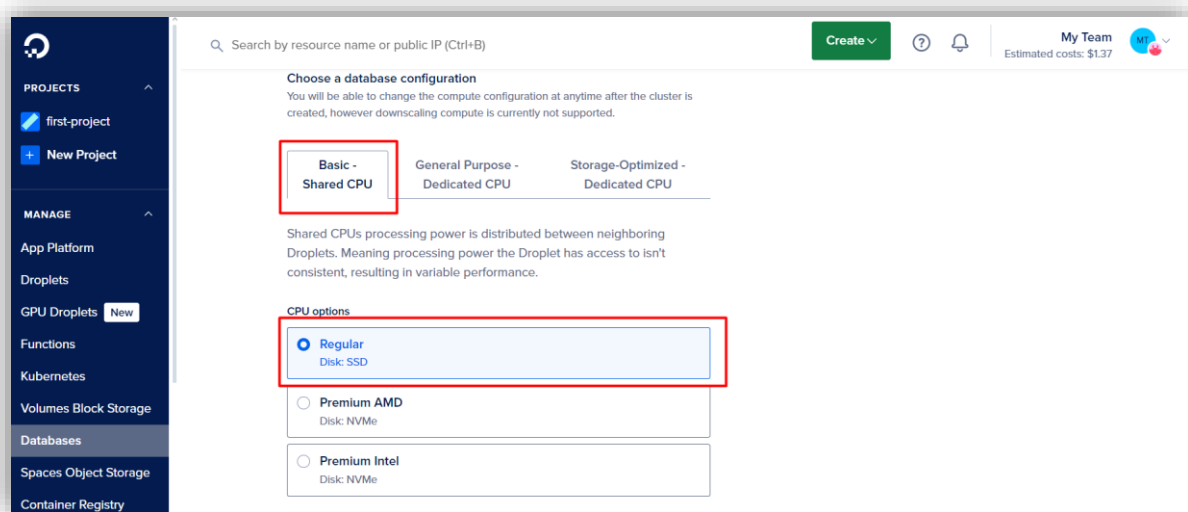 Search by resource name or public IP (Ctrl+B)
Create
My Team
Estimated costs: $1.37
MT
PROJECTS
first-project
New Project
MANAGE
App Platform
Droplets
GPU Droplets New
Functions
Kubernetes
Volumes Block Storage
Databases
Spaces Object Storage
Container Registry
Choose a database configuration
You will be able to change the compute configuration at anytime after the cluster is
created, however downscaling compute is currently not supported.
Basic -
Shared CPU
General Purpose -
Dedicated CPU
Storage-Optimized -
Dedicated CPU
Shared CPUs processing power is distributed between neighboring
Droplets. Meaning processing power the Droplet has access to isn't
consistent, resulting in variable performance.
CPU options
Regular
Disk: SSD
Premium AMD
Disk: NVMe
Premium Intel
Disk: NVMe